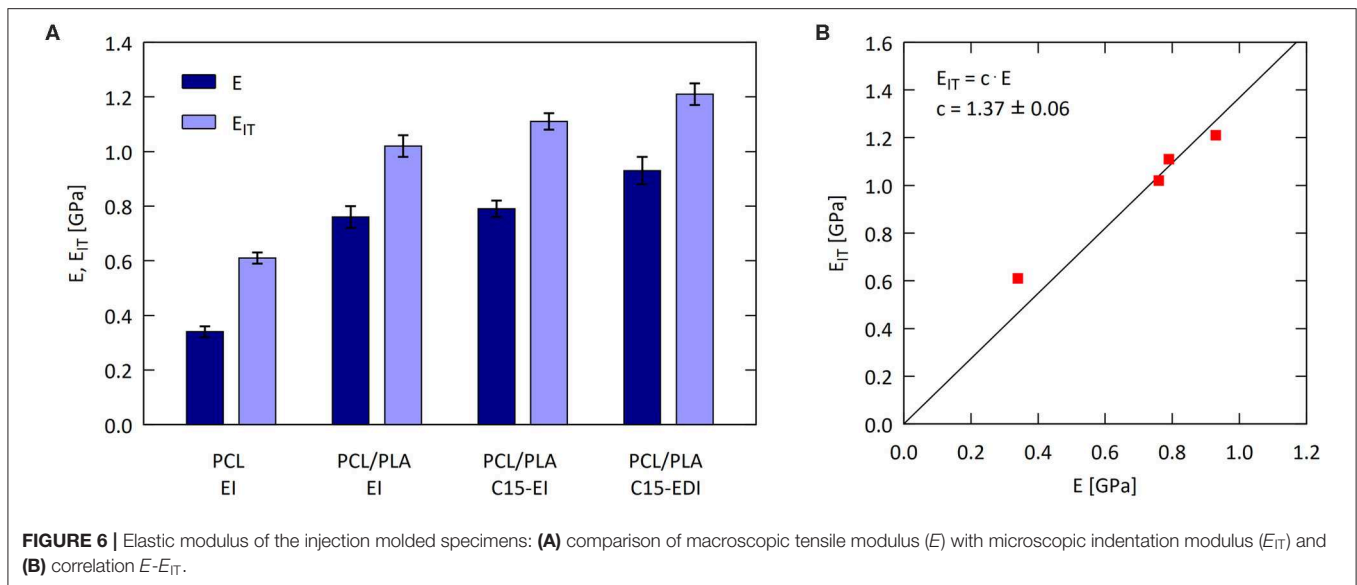 A
1.4
1.2
1.0
0.8
0.6
0.4
0.2
0.0
E, E_IT [GPa]
E
E_IT
PCL
EI
PCL/PLA
EI
PCL/PLA
C15-EI
PCL/PLA
C15-EDI
B
1.6
1.4
1.2
1.0
0.8
0.6
0.4
0.2
0.0
E_IT [GPa]
E_IT = c · E
c = 1.37 ± 0.06
0.0 0.2 0.4 0.6 0.8 1.0 1.2
E [GPa]
FIGURE 6 | Elastic modulus of the injection molded specimens: (A) comparison of macroscopic tensile modulus (E) with microscopic indentation modulus (E_IT) and
(B) correlation E-E_IT.